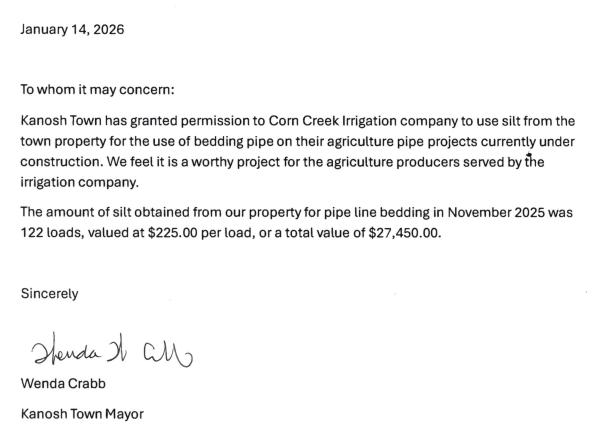 January 14, 2026
To whom it may concern:
Kanosh Town has granted permission to Corn Creek Irrigation company to use silt from the
town property for the use of bedding pipe on their agriculture pipe projects currently under
construction. We feel it is a worthy project for the agriculture producers served by the
irrigation company.
The amount of silt obtained from our property for pipe line bedding in November 2025 was
122 loads, valued at $225.00 per load, or a total value of $27,450.00.
Sincerely
Wenda Crabb
Kanosh Town Mayor